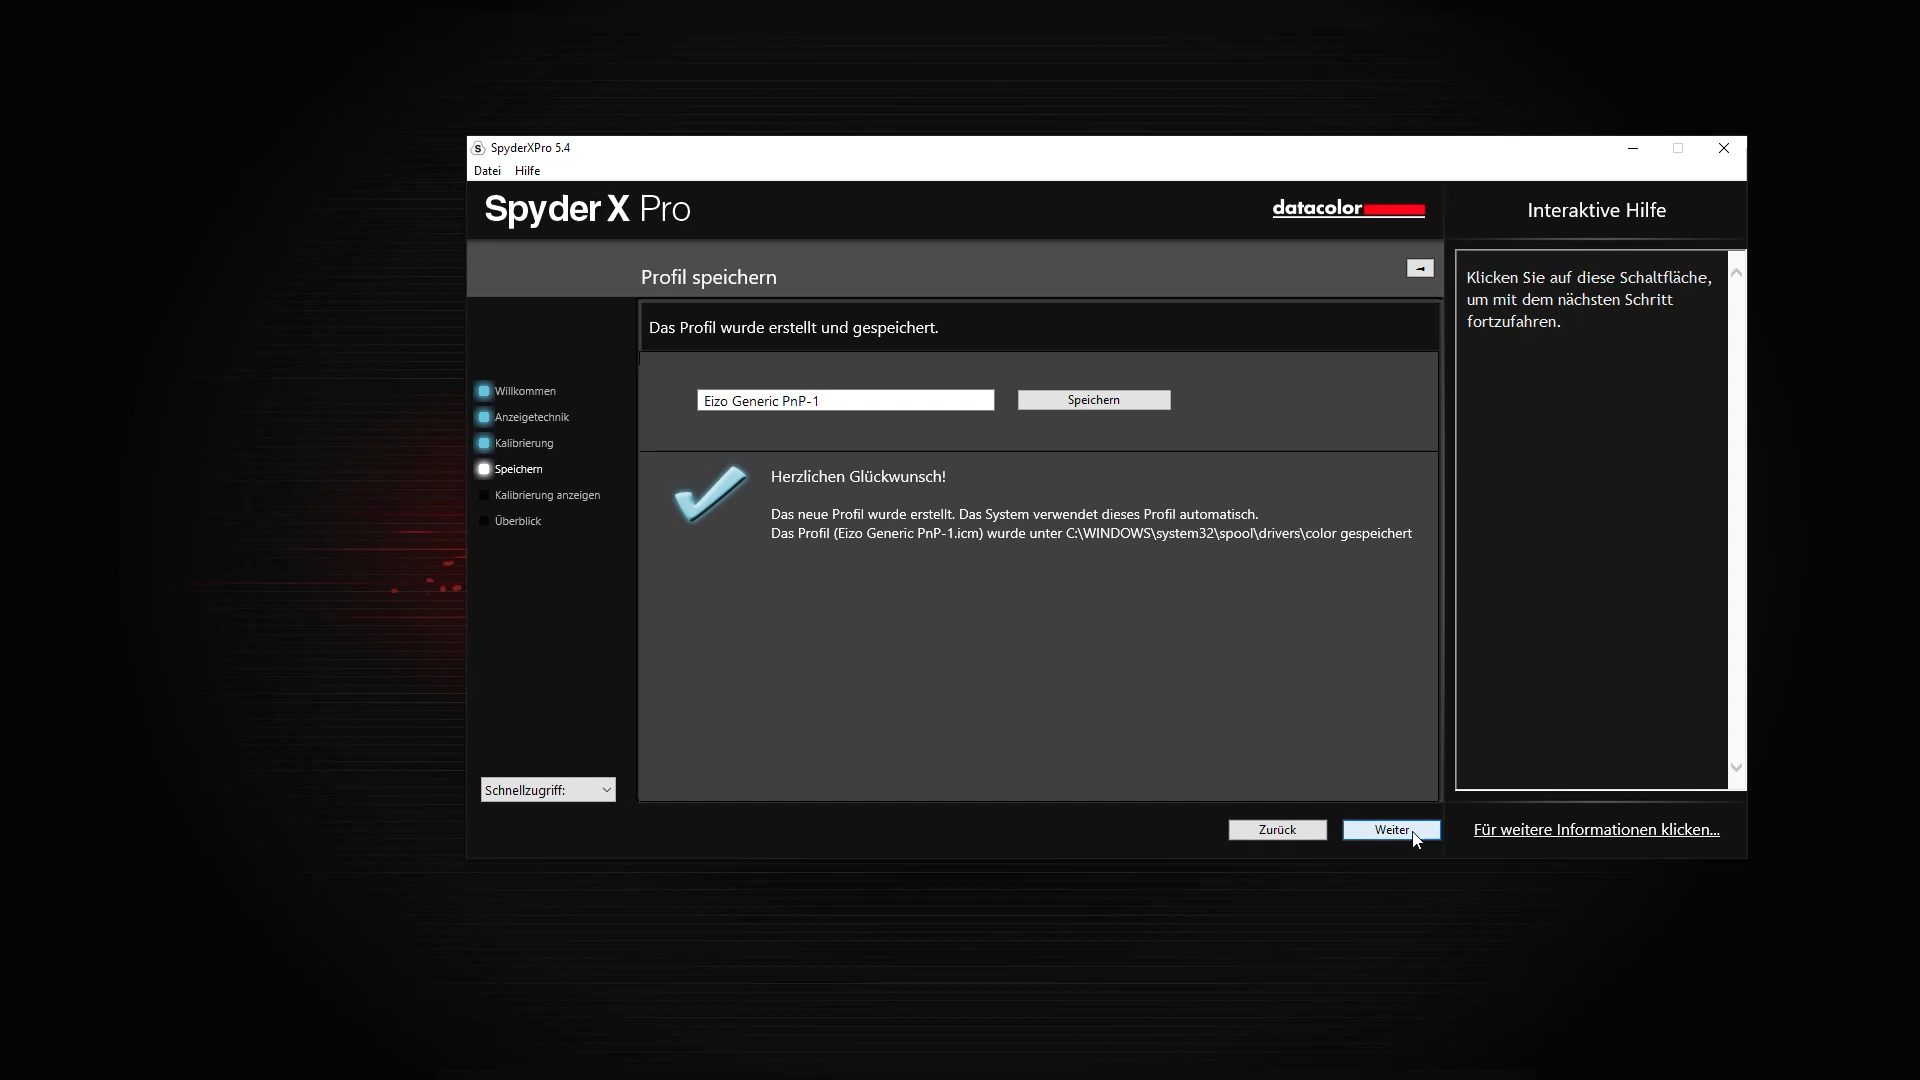 SpyderXPro 5.4
Datei Hilfe
Spyder X Pro
datacolor
Interaktive Hilfe
Profil speichern
Klicken Sie auf diese Schaltfläche,
um mit dem nächsten Schritt
fortzufahren.
Das Profil wurde erstellt und gespeichert.
Willkommen
Anzeigetechnik
Kalibrierung
Speichern
Kalibrierung anzeigen
Überblick
Eizo Generic PnP-1
Speichern
Herzlichen Glückwunsch!
Das neue Profil wurde erstellt. Das System verwendet dieses Profil automatisch.
Das Profil (Eizo Generic PnP-1.icm) wurde unter C:\WINDOWS\system32\spool\drivers\color gespeichert
Schnellzugriff:
Zurück
Weiter
Für weitere Informationen klicken...